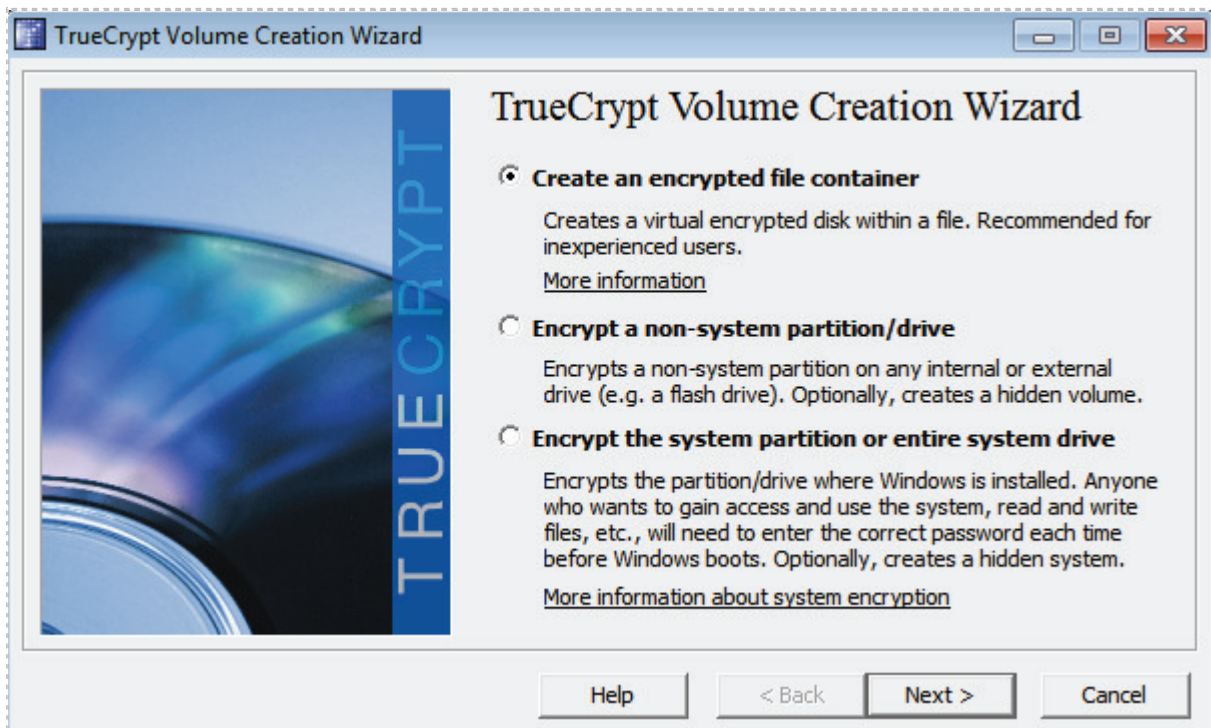 TrueCrypt Volume Creation Wizard
TRUECRYPT
TrueCrypt Volume Creation Wizard
Create an encrypted file container
Creates a virtual encrypted disk within a file. Recommended for
inexperienced users.
More information
Encrypt a non-system partition/drive
Encrypts a non-system partition on any internal or external
drive (e.g. a flash drive). Optionally, creates a hidden volume.
Encrypt the system partition or entire system drive
Encrypts the partition/drive where Windows is installed. Anyone
who wants to gain access and use the system, read and write
files, etc., will need to enter the correct password each time
before Windows boots. Optionally, creates a hidden system.
More information about system encryption
Help
< Back
Next >
Cancel